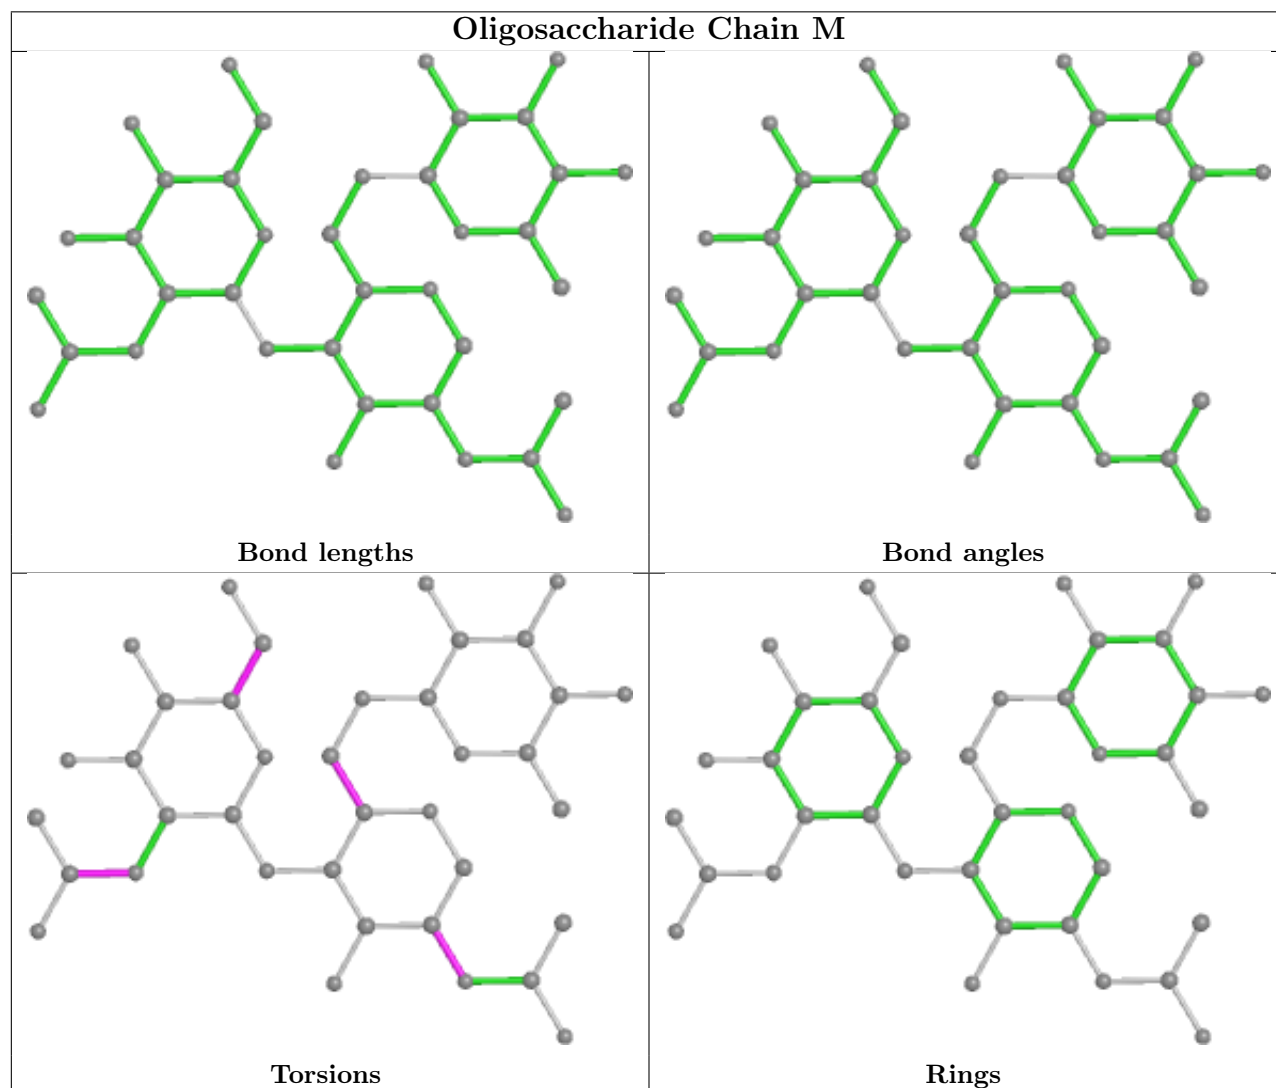 Oligosaccharide Chain M
Bond lengths
Bond angles
Torsions
Rings